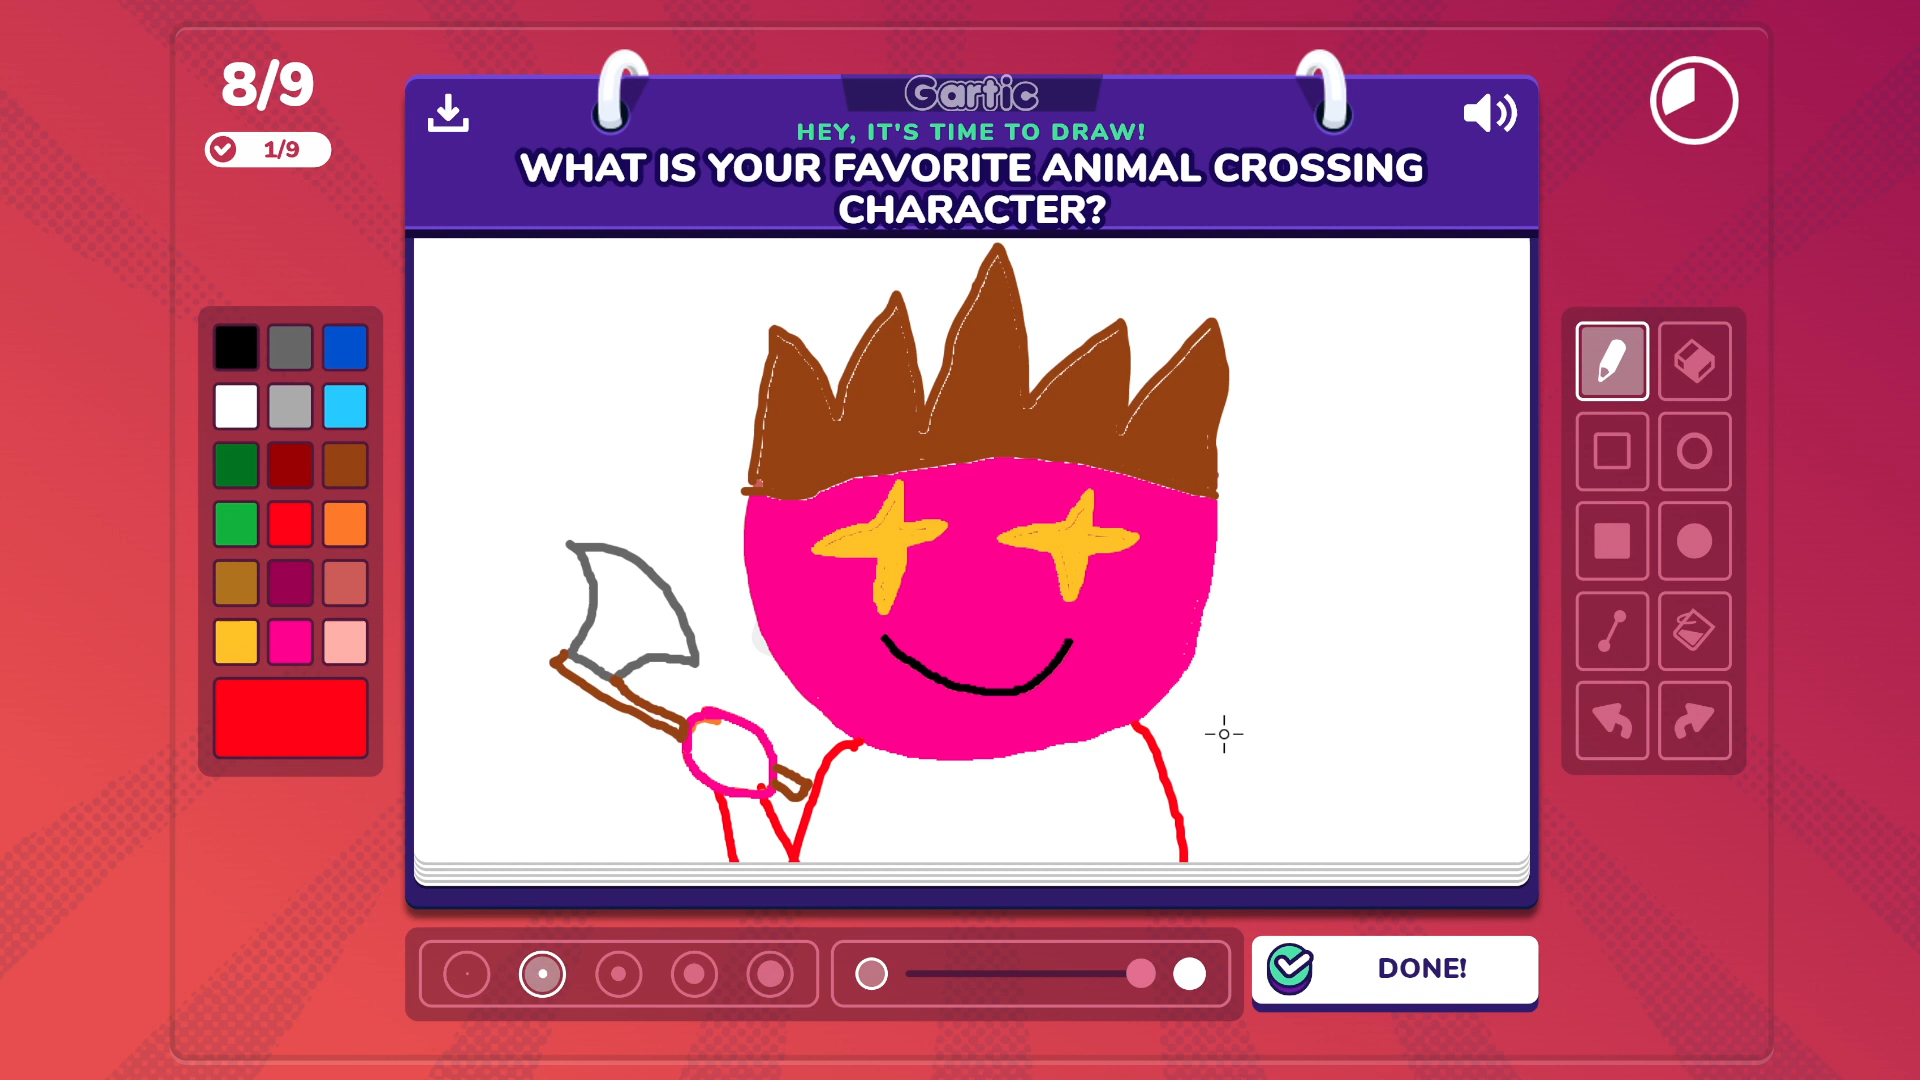 8/9
1/9
Gartic
HEY, IT'S TIME TO DRAW!
WHAT IS YOUR FAVORITE ANIMAL CROSSING
CHARACTER?
DONE!